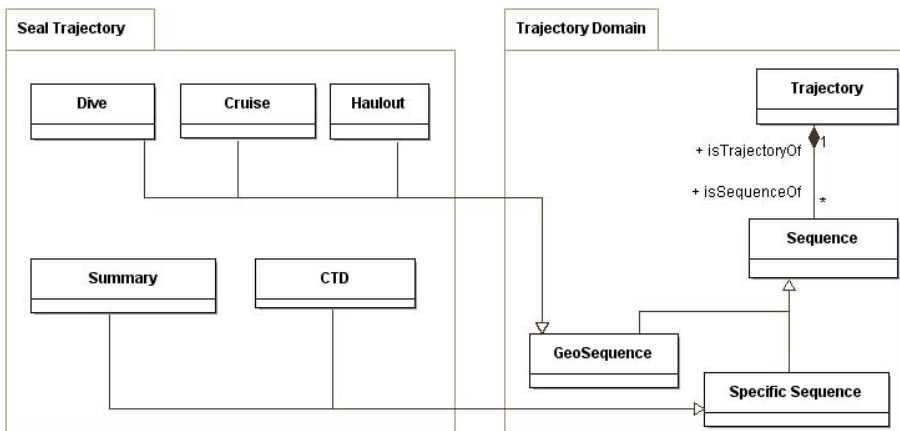 Seal Trajectory
Dive
Cruise
Haulout
Summary
CTD
Trajectory Domain
Trajectory
1
+ isTrajectoryOf
+ isSequenceOf
*
Sequence
GeoSequence
Specific Sequence